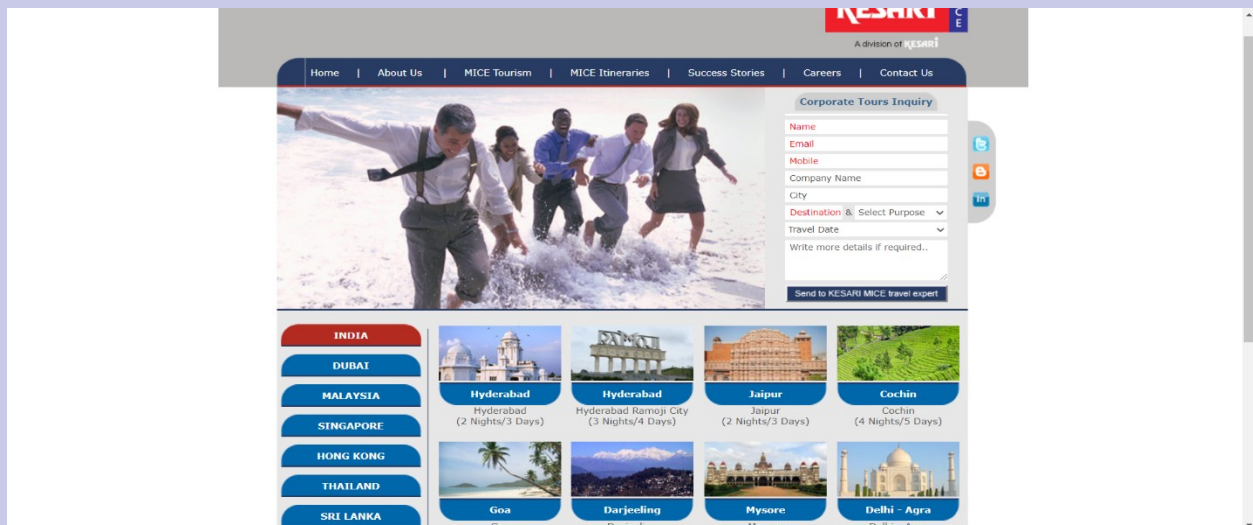 KESARI
C
E
A division of KESARI
Home | About Us | MICE Tourism | MICE Itineraries | Success Stories | Careers | Contact Us
Corporate Tours Inquiry
Name
Email
Mobile
Company Name
City
Destination & Select Purpose
Travel Date
Write more details if required..
Send to KESARI MICE travel expert
in
INDIA
DUBAI
MALAYSIA
SINGAPORE
HONG KONG
THAILAND
SRI LANKA
RAMOJI
Hyderabad
Hyderabad
(2 Nights/3 Days)
Hyderabad
Hyderabad Ramoji City
(3 Nights/4 Days)
Jaipur
Jaipur
(2 Nights/3 Days)
Cochin
Cochin
(4 Nights/5 Days)
Goa
Darjeeling
Mysore
Delhi - Agra